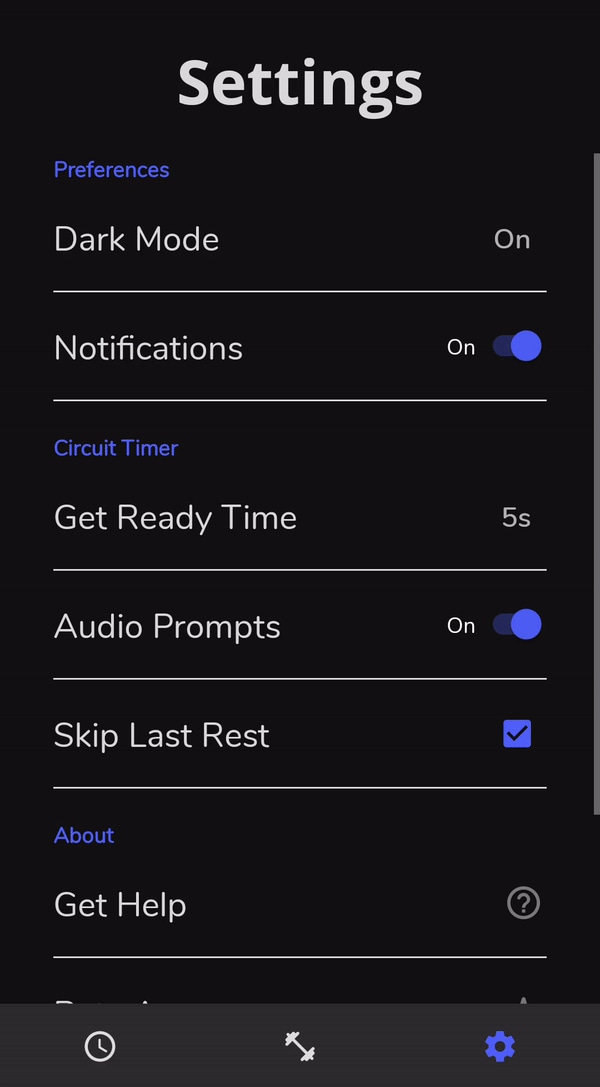 Settings
Preferences
Dark Mode On
Notifications On
Circuit Timer
Get Ready Time 5s
Audio Prompts On
Skip Last Rest
About
Get Help